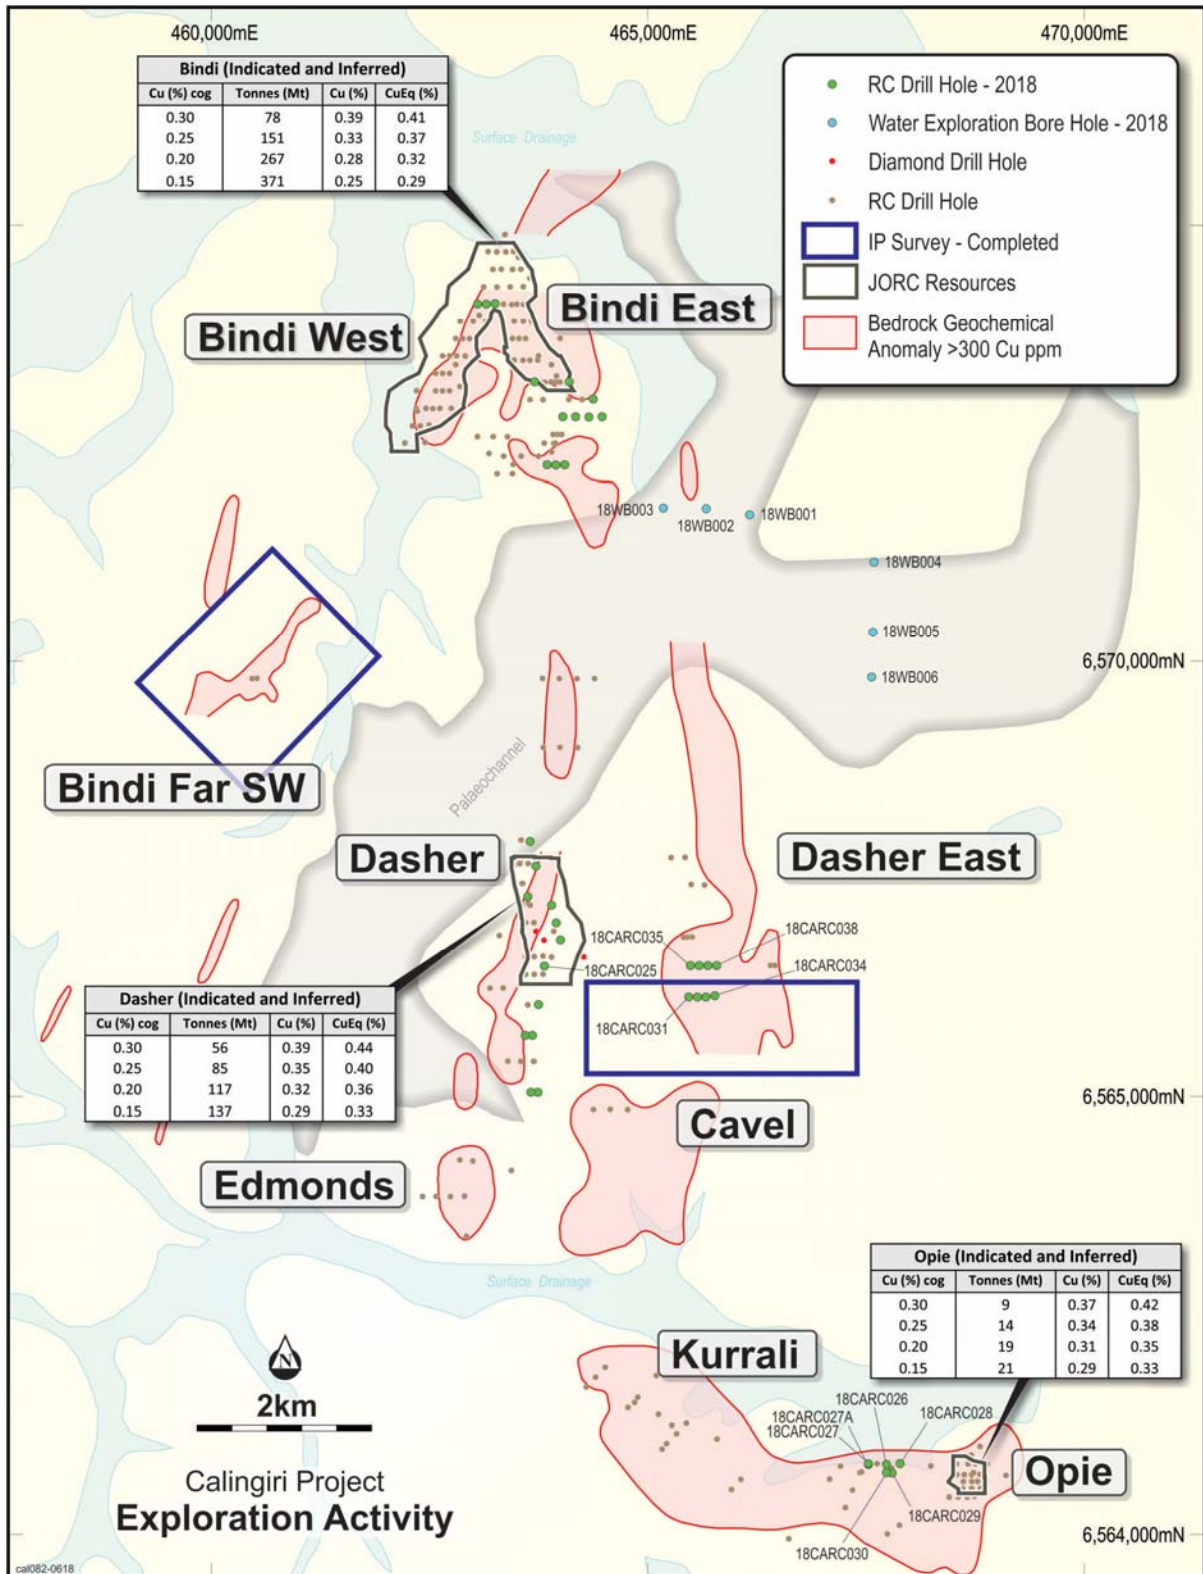 460,000mE
465,000mE
470,000mE
Bindi (Indicated and Inferred)
Cu (%) cog Tonnes (Mt) Cu (%) CuEq (%)
0.30 78 0.39 0.41
0.25 151 0.33 0.37
0.20 267 0.28 0.32
0.15 371 0.25 0.29
Surface Drainage
RC Drill Hole - 2018
Water Exploration Bore Hole - 2018
Diamond Drill Hole
RC Drill Hole
IP Survey - Completed
JORC Resources
Bedrock Geochemical
Anomaly >300 Cu ppm
Bindi West
Bindi East
18WB003
18WB002
18WB001
18WB004
18WB005
18WB006
6,570,000mN
Bindi Far SW
Palaeochannel
Dasher
Dasher East
18CARC035
18CARC038
18CARC025
18CARC034
18CARC031
Dasher (Indicated and Inferred)
Cu (%) cog Tonnes (Mt) Cu (%) CuEq (%)
0.30 56 0.39 0.44
0.25 85 0.35 0.40
0.20 117 0.32 0.36
0.15 137 0.29 0.33
6,565,000mN
Cavel
Edmonds
Surface Drainage
Opie (Indicated and Inferred)
Cu (%) cog Tonnes (Mt) Cu (%) CuEq (%)
0.30 9 0.37 0.42
0.25 14 0.34 0.38
0.20 19 0.31 0.35
0.15 21 0.29 0.33
Kurrali
N
2km
18CARC026
18CARC027A
18CARC028
18CARC027
Opie
18CARC029
18CARC030
Calingiri Project
Exploration Activity
6,564,000mN
cal082-0618